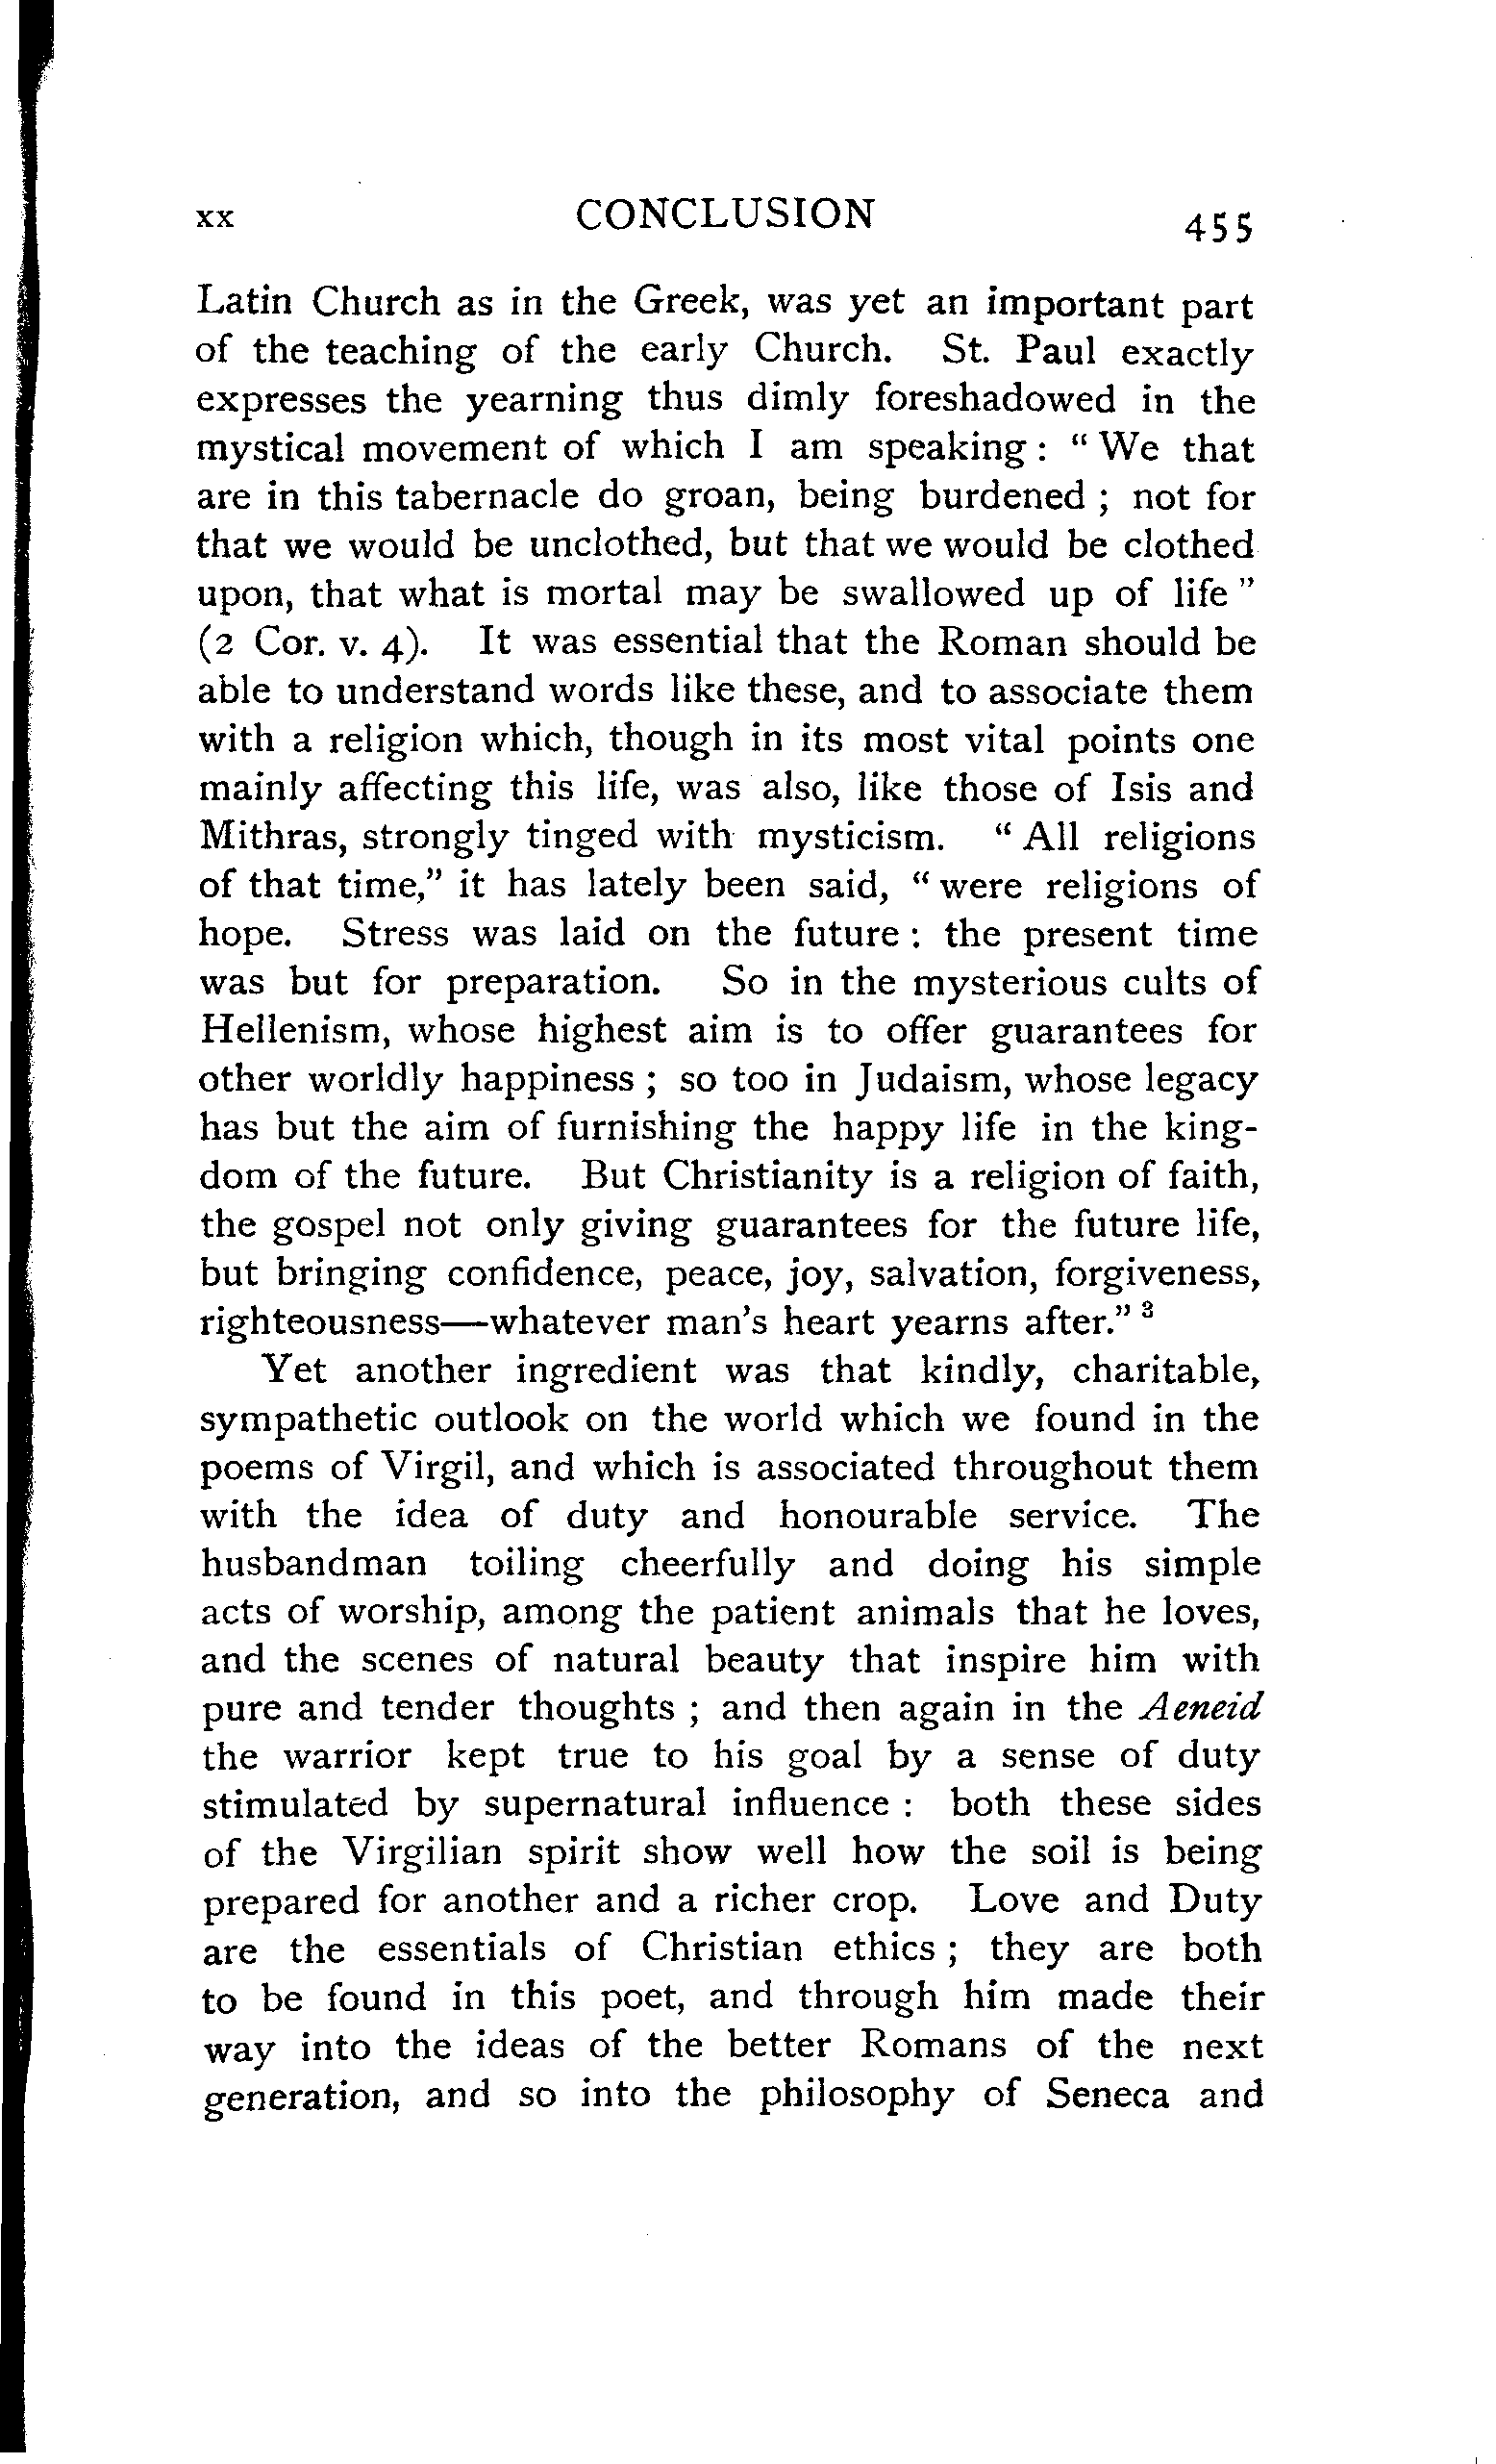 xx CONCLUSION 455
Latin Church as in the Greek, was yet an important part
of the teaching of the early Church. St. Paul exactly
expresses the yearning thus dimly foreshadowed in the
mystical movement of which I am speaking : “ We that
are in this tabernacle do groan, being burdened ; not for
that we would be unclothed, but that we would be clothed
upon, that what is mortal may be swallowed up of life ”
(2 Cor. v. 4). It was essential that the Roman should be
able to understand words like these, and to associate them
with a religion which, though in its most vital points one
mainly affecting this life, was also, like those of Isis and
Mithras, strongly tinged with mysticism. “ All religions
of that time,” it has lately been said, “ were religions of
hope. Stress was laid on the future : the present time
was but for preparation. So in the mysterious cults of
Hellenism, whose highest aim is to offer guarantees for
other worldly happiness ; so too in Judaism, whose legacy
has but the aim of furnishing the happy life in the king-
dom of the future. But Christianity is a religion of faith,
the gospel not only giving guarantees for the future life,
but bringing confidence, peace, joy, salvation, forgiveness,
righteousness—whatever man's heart yearns after.” ³
Yet another ingredient was that kindly, charitable,
sympathetic outlook on the world which we found in the
poems of Virgil, and which is associated throughout them
with the idea of duty and honourable service. The
husbandman toiling cheerfully and doing his simple
acts of worship, among the patient animals that he loves,
and the scenes of natural beauty that inspire him with
pure and tender thoughts ; and then again in the Aeneid
the warrior kept true to his goal by a sense of duty
stimulated by supernatural influence : both these sides
of the Virgilian spirit show well how the soil is being
prepared for another and a richer crop. Love and Duty
are the essentials of Christian ethics ; they are both
to be found in this poet, and through him made their
way into the ideas of the better Romans of the next
generation, and so into the philosophy of Seneca and